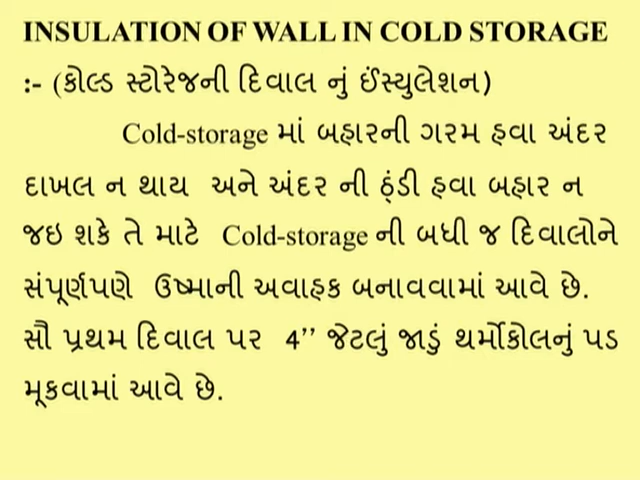 INSULATION OF WALL IN COLD STORAGE
:- (કોલ્ડ સ્ટોરેજની દિવાલ નું ઈંસ્યુલેશન)
Cold-storage માં બહારની ગરમ હવા અંદર
દાખલ ન થાય અને અંદર ની ઠંડી હવા બહાર ન
જઇ શકે તે માટે Cold-storage ની બધી જ દિવાલોને
સંપૂર્ણપણે ઉષ્માની અવાહક બનાવવામાં આવે છે.
સૌ પ્રથમ દિવાલ પર 4’’ જેટલું જાડું થર્મોકોલનું પડ
મૂકવામાં આવે છે.